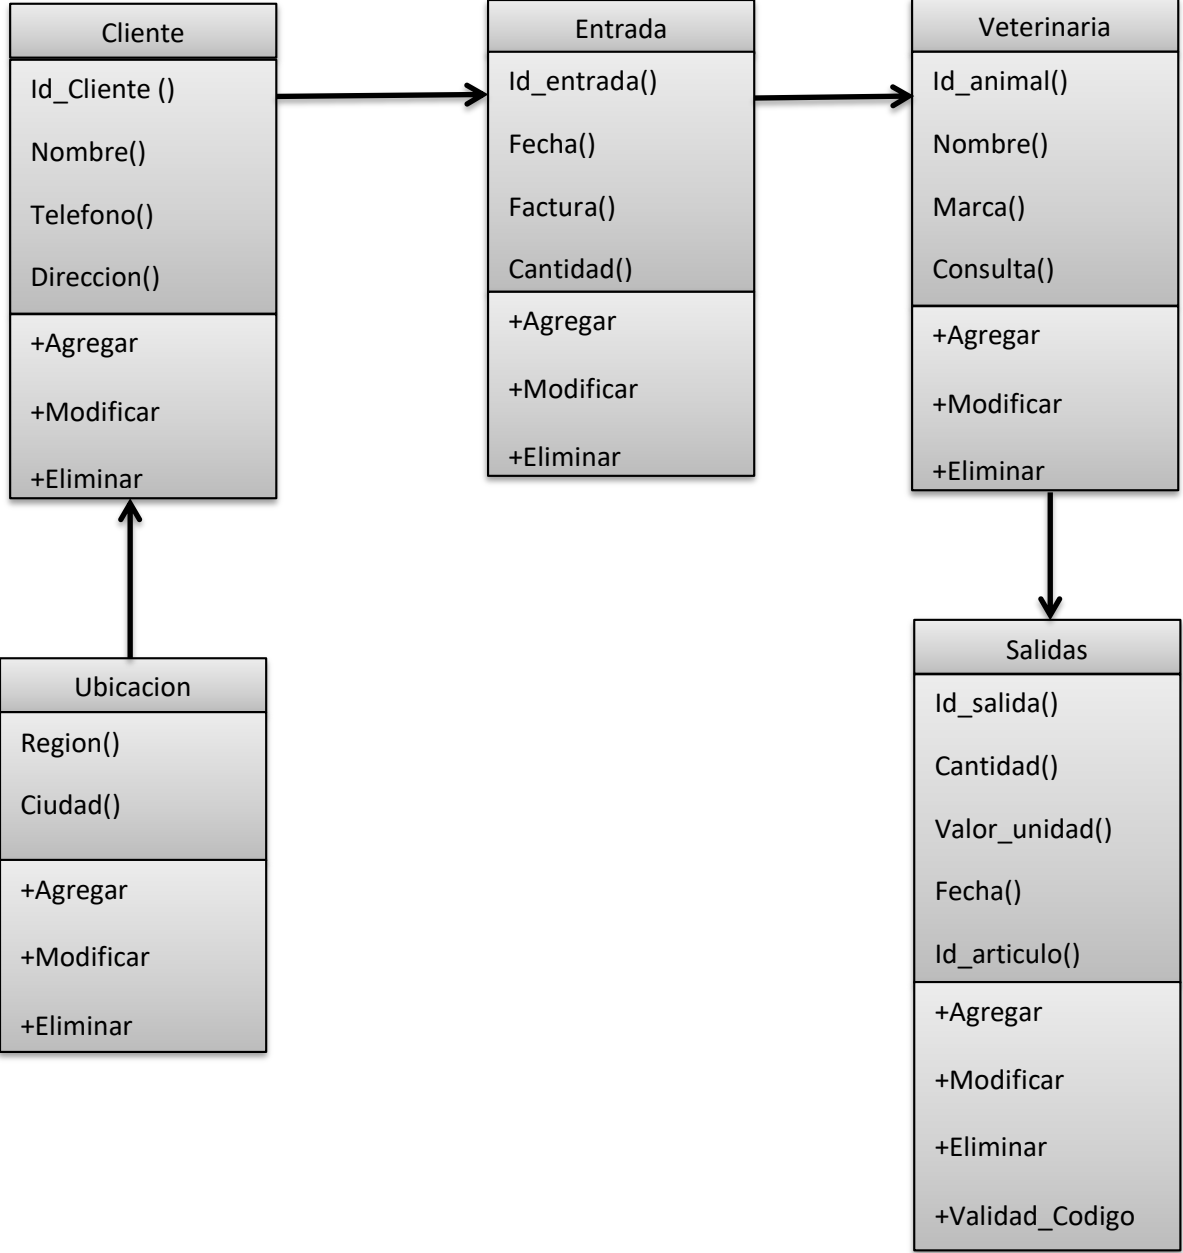 Cliente
Id_Cliente ()
Nombre()
Telefono()
Direccion()
+Agregar
+Modificar
+Eliminar
Entrada
Id_entrada()
Fecha()
Factura()
Cantidad()
+Agregar
+Modificar
+Eliminar
Veterinaria
Id_animal()
Nombre()
Marca()
Consulta()
+Agregar
+Modificar
+Eliminar
Ubicacion
Region()
Ciudad()
+Agregar
+Modificar
+Eliminar
Salidas
Id_salida()
Cantidad()
Valor_unidad()
Fecha()
Id_articulo()
+Agregar
+Modificar
+Eliminar
+Validad_Codigo